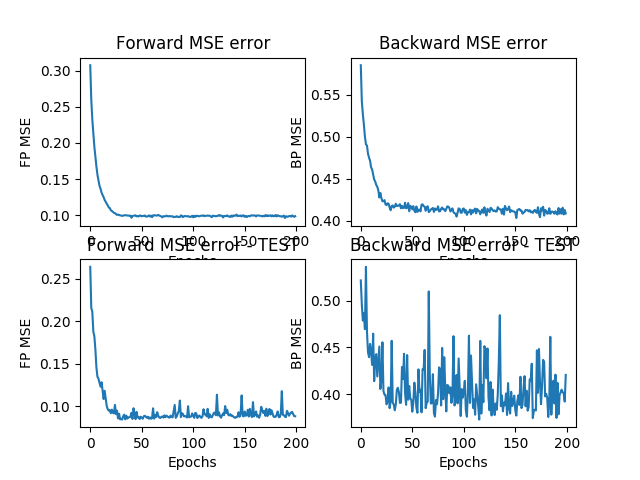 Forward MSE error
Backward MSE error
0.30
0.25
0.20
0.15
0.10
FP MSE
0 50 100 150 200
Epochs
0.55
0.50
0.45
0.40
BP MSE
0 50 100 150 200
Epochs
Forward MSE error - TEST
Backward MSE error - TEST
0.25
0.20
0.15
0.10
FP MSE
0 50 100 150 200
Epochs
0.50
0.45
0.40
BP MSE
0 50 100 150 200
Epochs